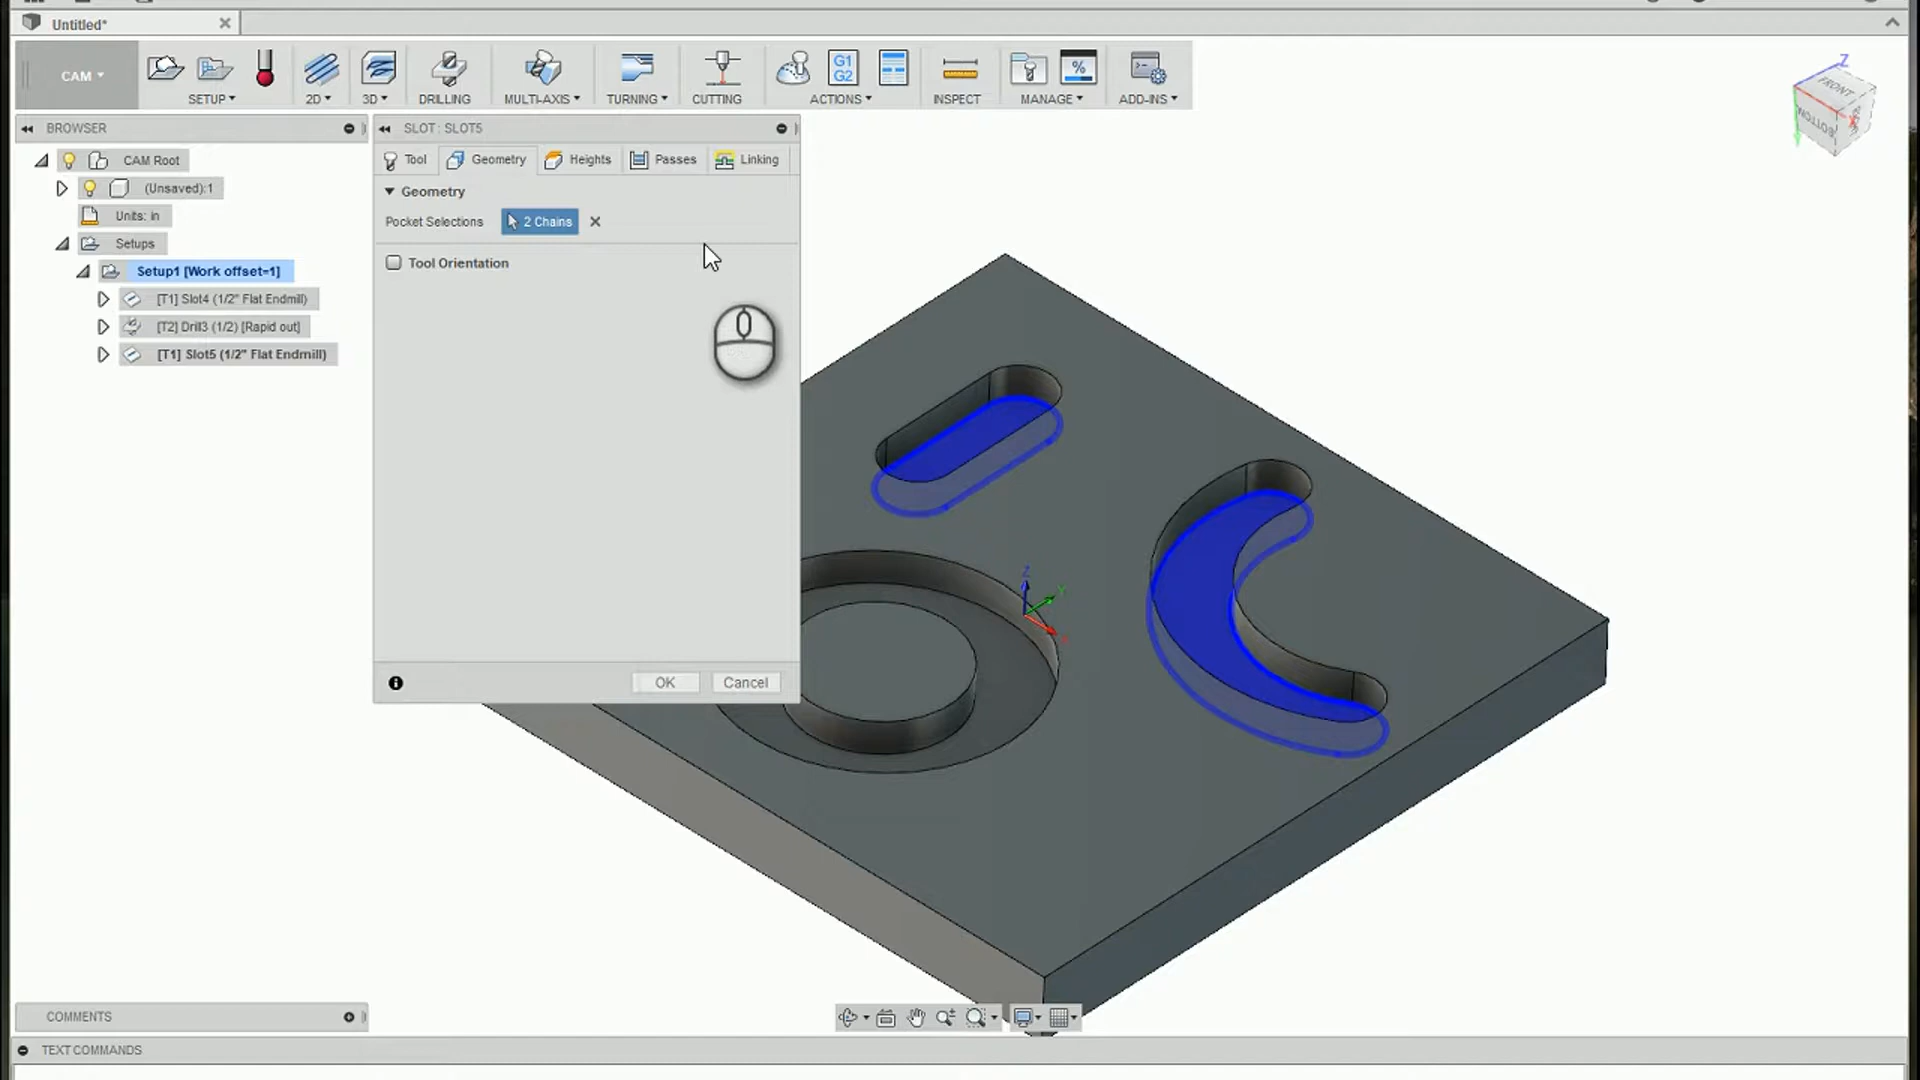 Untitled*
CAM
SETUP
2D
3D
DRILLING
MULTI-AXIS
TURNING
CUTTING
G1
G2
ACTIONS
INSPECT
%
MANAGE
ADD-INS
Z
FRONT
BOTTOM
X
BROWSER
CAM Root
(Unsaved):1
Units: in
Setups
Setup1 [Work offset=1]
[T1] Slot4 (1/2" Flat Endmill)
[T2] Drill3 (1/2) [Rapid out]
[T1] Slot5 (1/2" Flat Endmill)
SLOT : SLOT5
Tool
Geometry
Heights
Passes
Linking
Geometry
Pocket Selections
2 Chains
Tool Orientation
OK
Cancel
Z
COMMENTS
TEXT COMMANDS